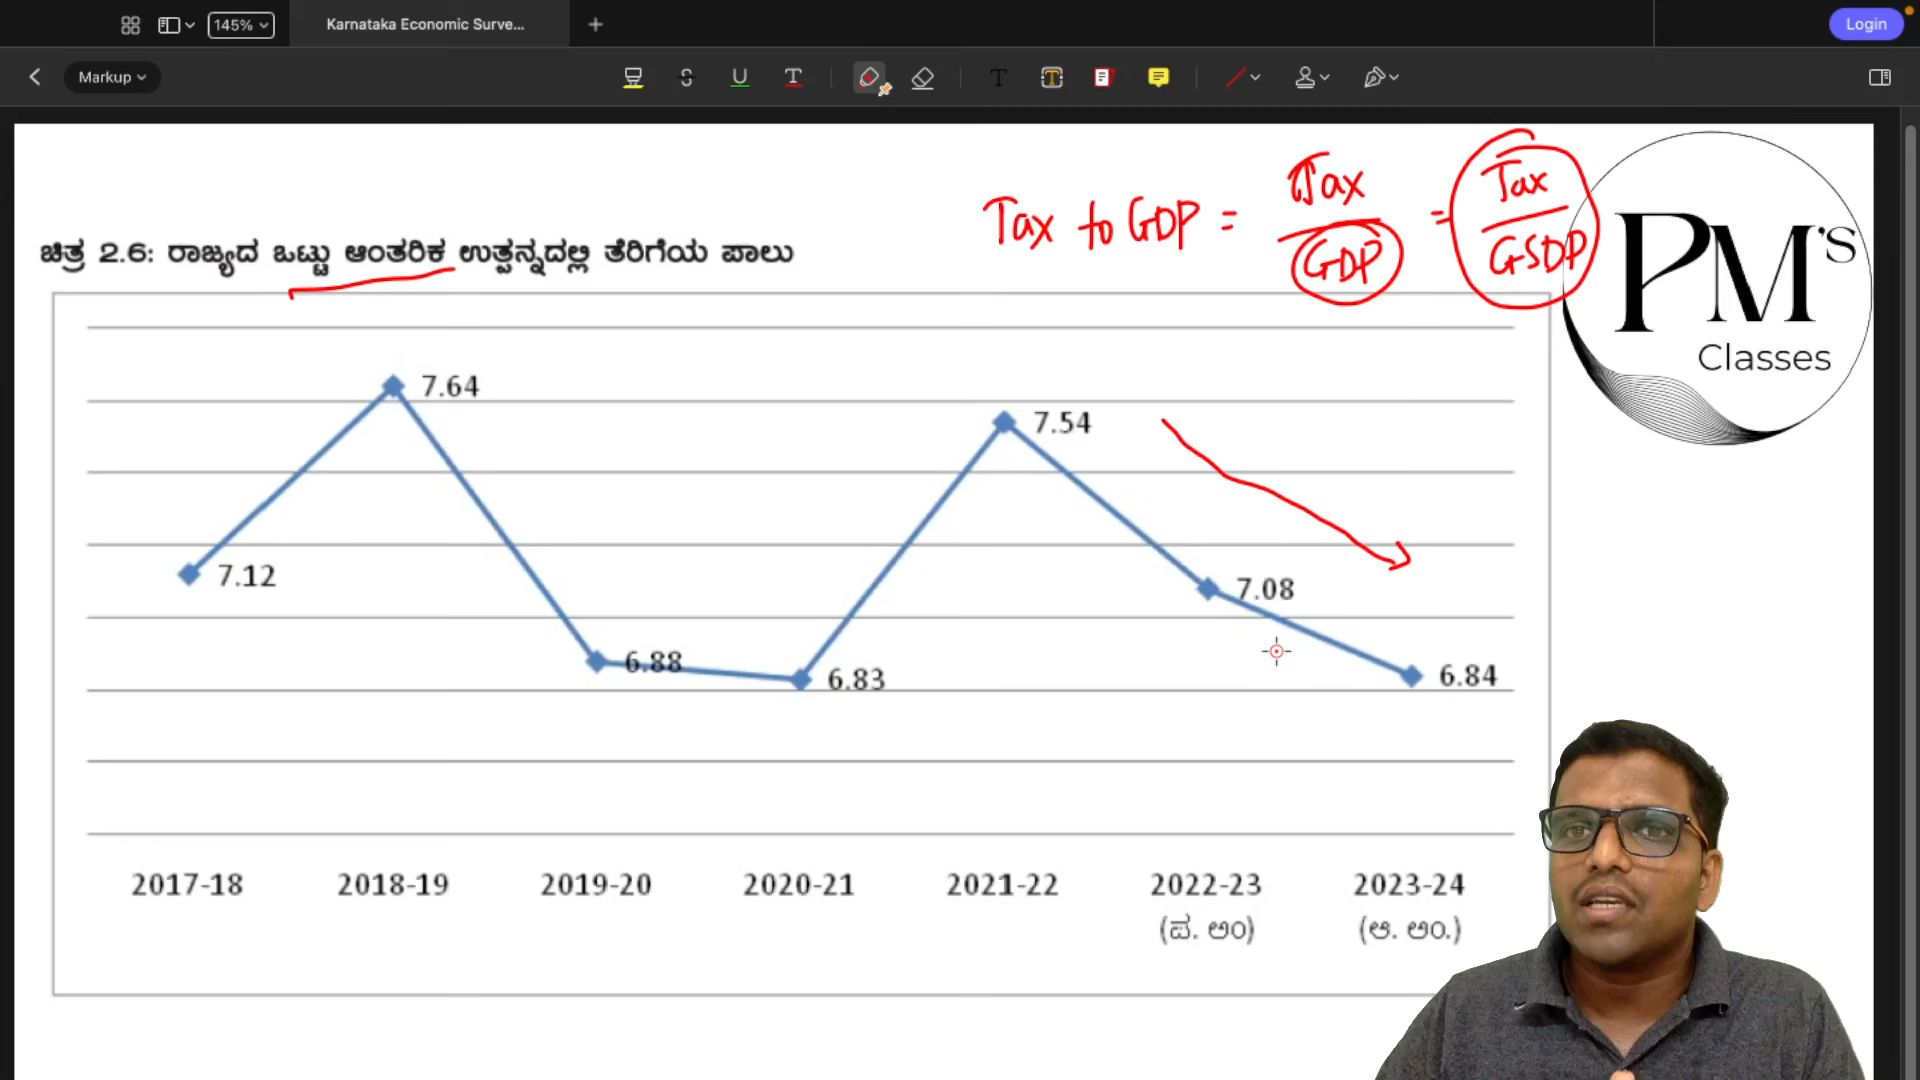 145%
Karnataka Economic Surve...
Login
Markup
Tax to GDP = Tax / GDP = Tax / GSDP
PM's
Classes
ಚಿತ್ರ 2.6: ರಾಜ್ಯದ ಒಟ್ಟು ಆಂತರಿಕ ಉತ್ಪನ್ನದಲ್ಲಿ ತೆರಿಗೆಯ ಪಾಲು
7.64
7.54
7.12
7.08
6.88
6.83
6.84
2017-18 2018-19 2019-20 2020-21 2021-22 2022-23 2023-24
(ಪ. ಅಂ) (ಆ. ಅಂ.)